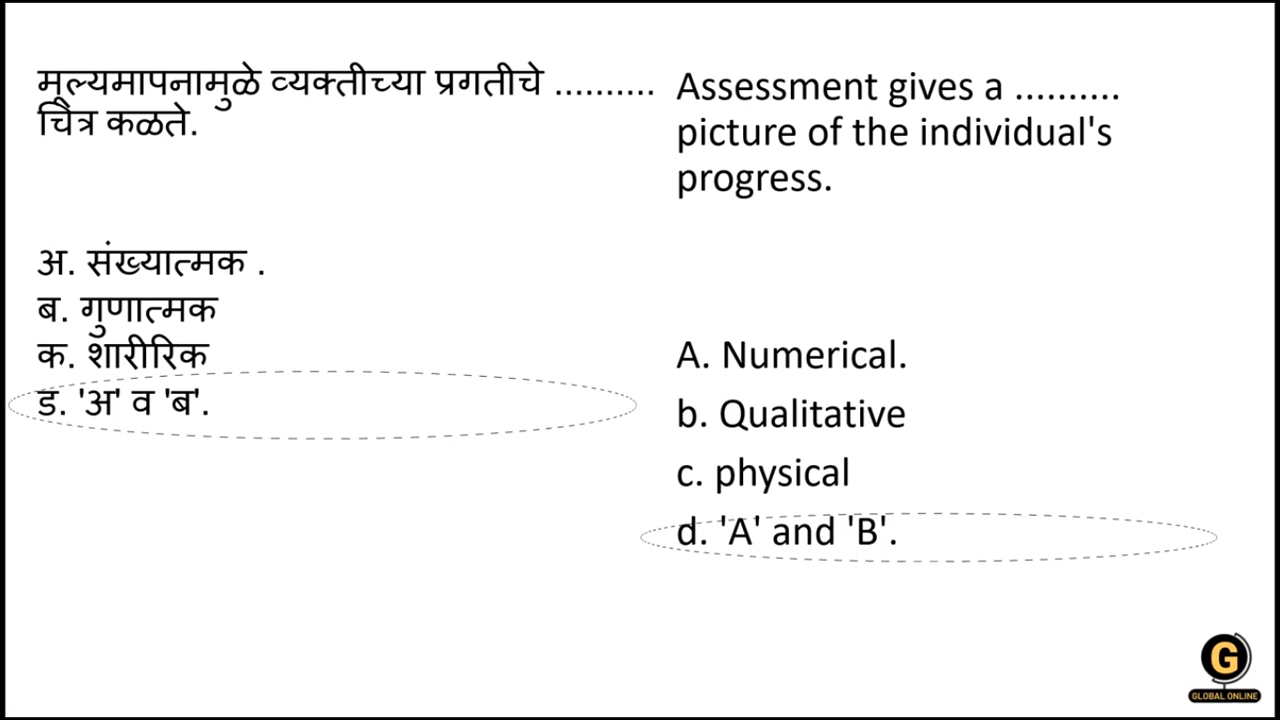 मूल्यमापनामुळे व्यक्तीच्या प्रगतीचे ..........
चित्र कळते.
अ. संख्यात्मक .
ब. गुणात्मक
क. शारीरिक
ड. 'अ' व 'ब'.
Assessment gives a ..........
picture of the individual's
progress.
A. Numerical.
b. Qualitative
c. physical
d. 'A' and 'B'.
G
GLOBAL ONLINE